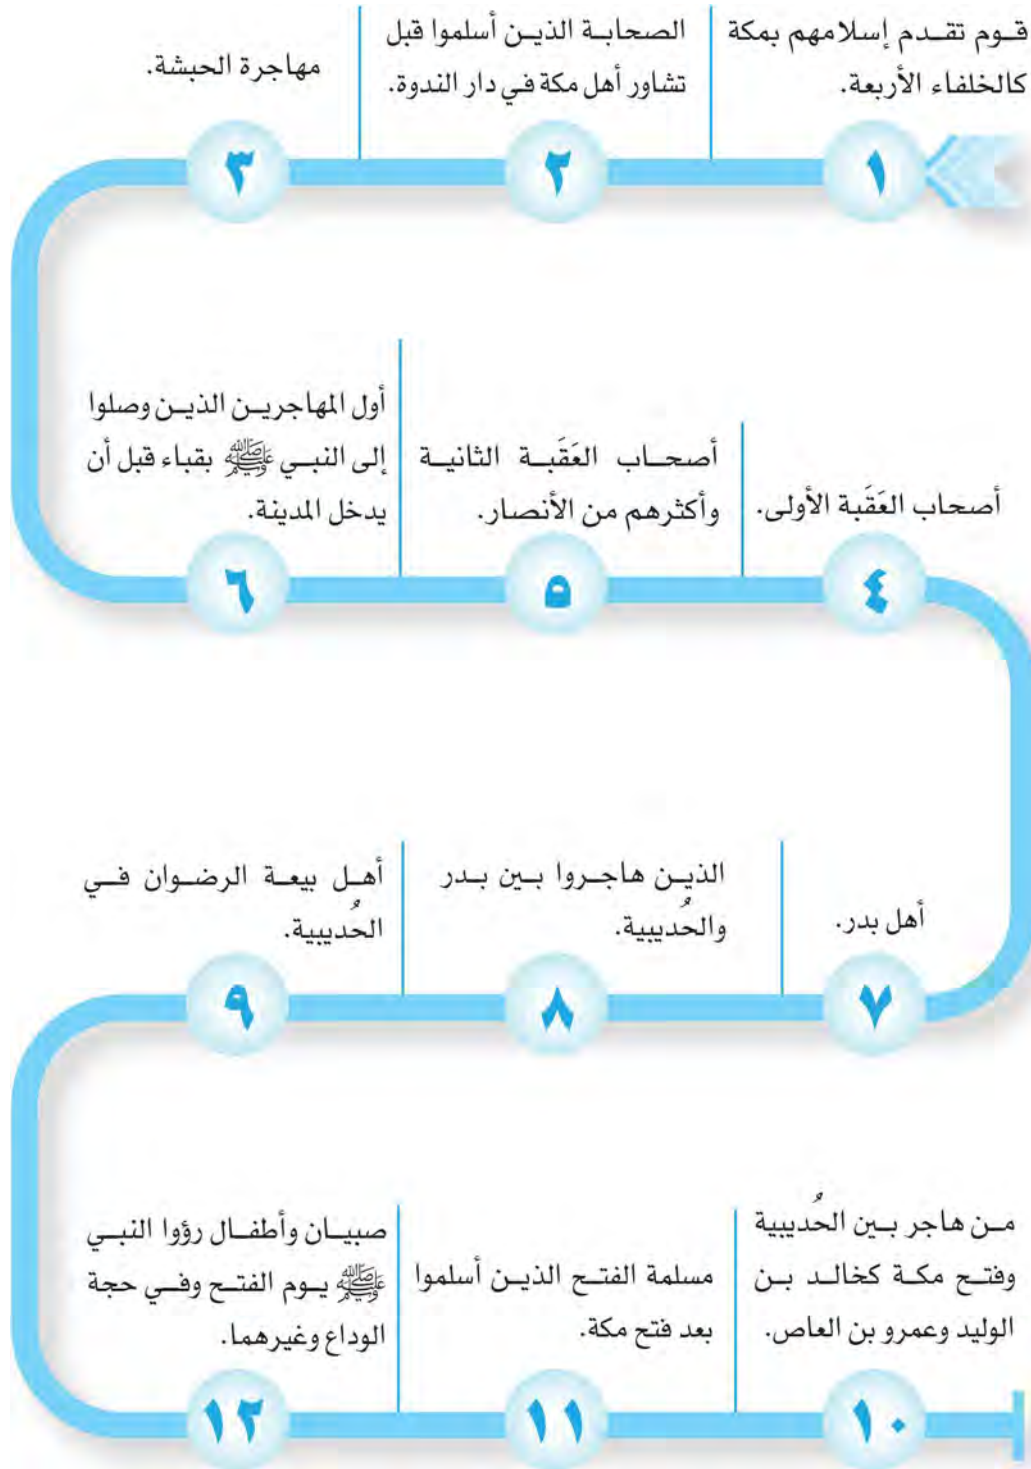 قوم تقدم إسلامهم بمكة
كالخلفاء الأربعة.
١
الصحابة الذين أسلموا قبل
تشاور أهل مكة في دار الندوة.
٢
مهاجرة الحبشة.
٣
أصحاب العَقَبة الأولى.
٤
أصحاب العَقَبة الثانية
وأكثرهم من الأنصار.
٥
أول المهاجرين الذين وصلوا
إلى النبي ﷺ بقباء قبل أن
يدخل المدينة.
٦
أهل بدر.
٧
الذين هاجروا بين بدر
والحُديبية.
٨
أهل بيعة الرضوان في
الحُديبية.
٩
من هاجر بين الحُديبية
وفتح مكة كخالد بن
الوليد وعمرو بن العاص.
١٠
مسلمة الفتح الذين أسلموا
بعد فتح مكة.
١١
صبيان وأطفال رؤوا النبي
ﷺ يوم الفتح وفي حجة
الوداع وغيرهما.
١٢